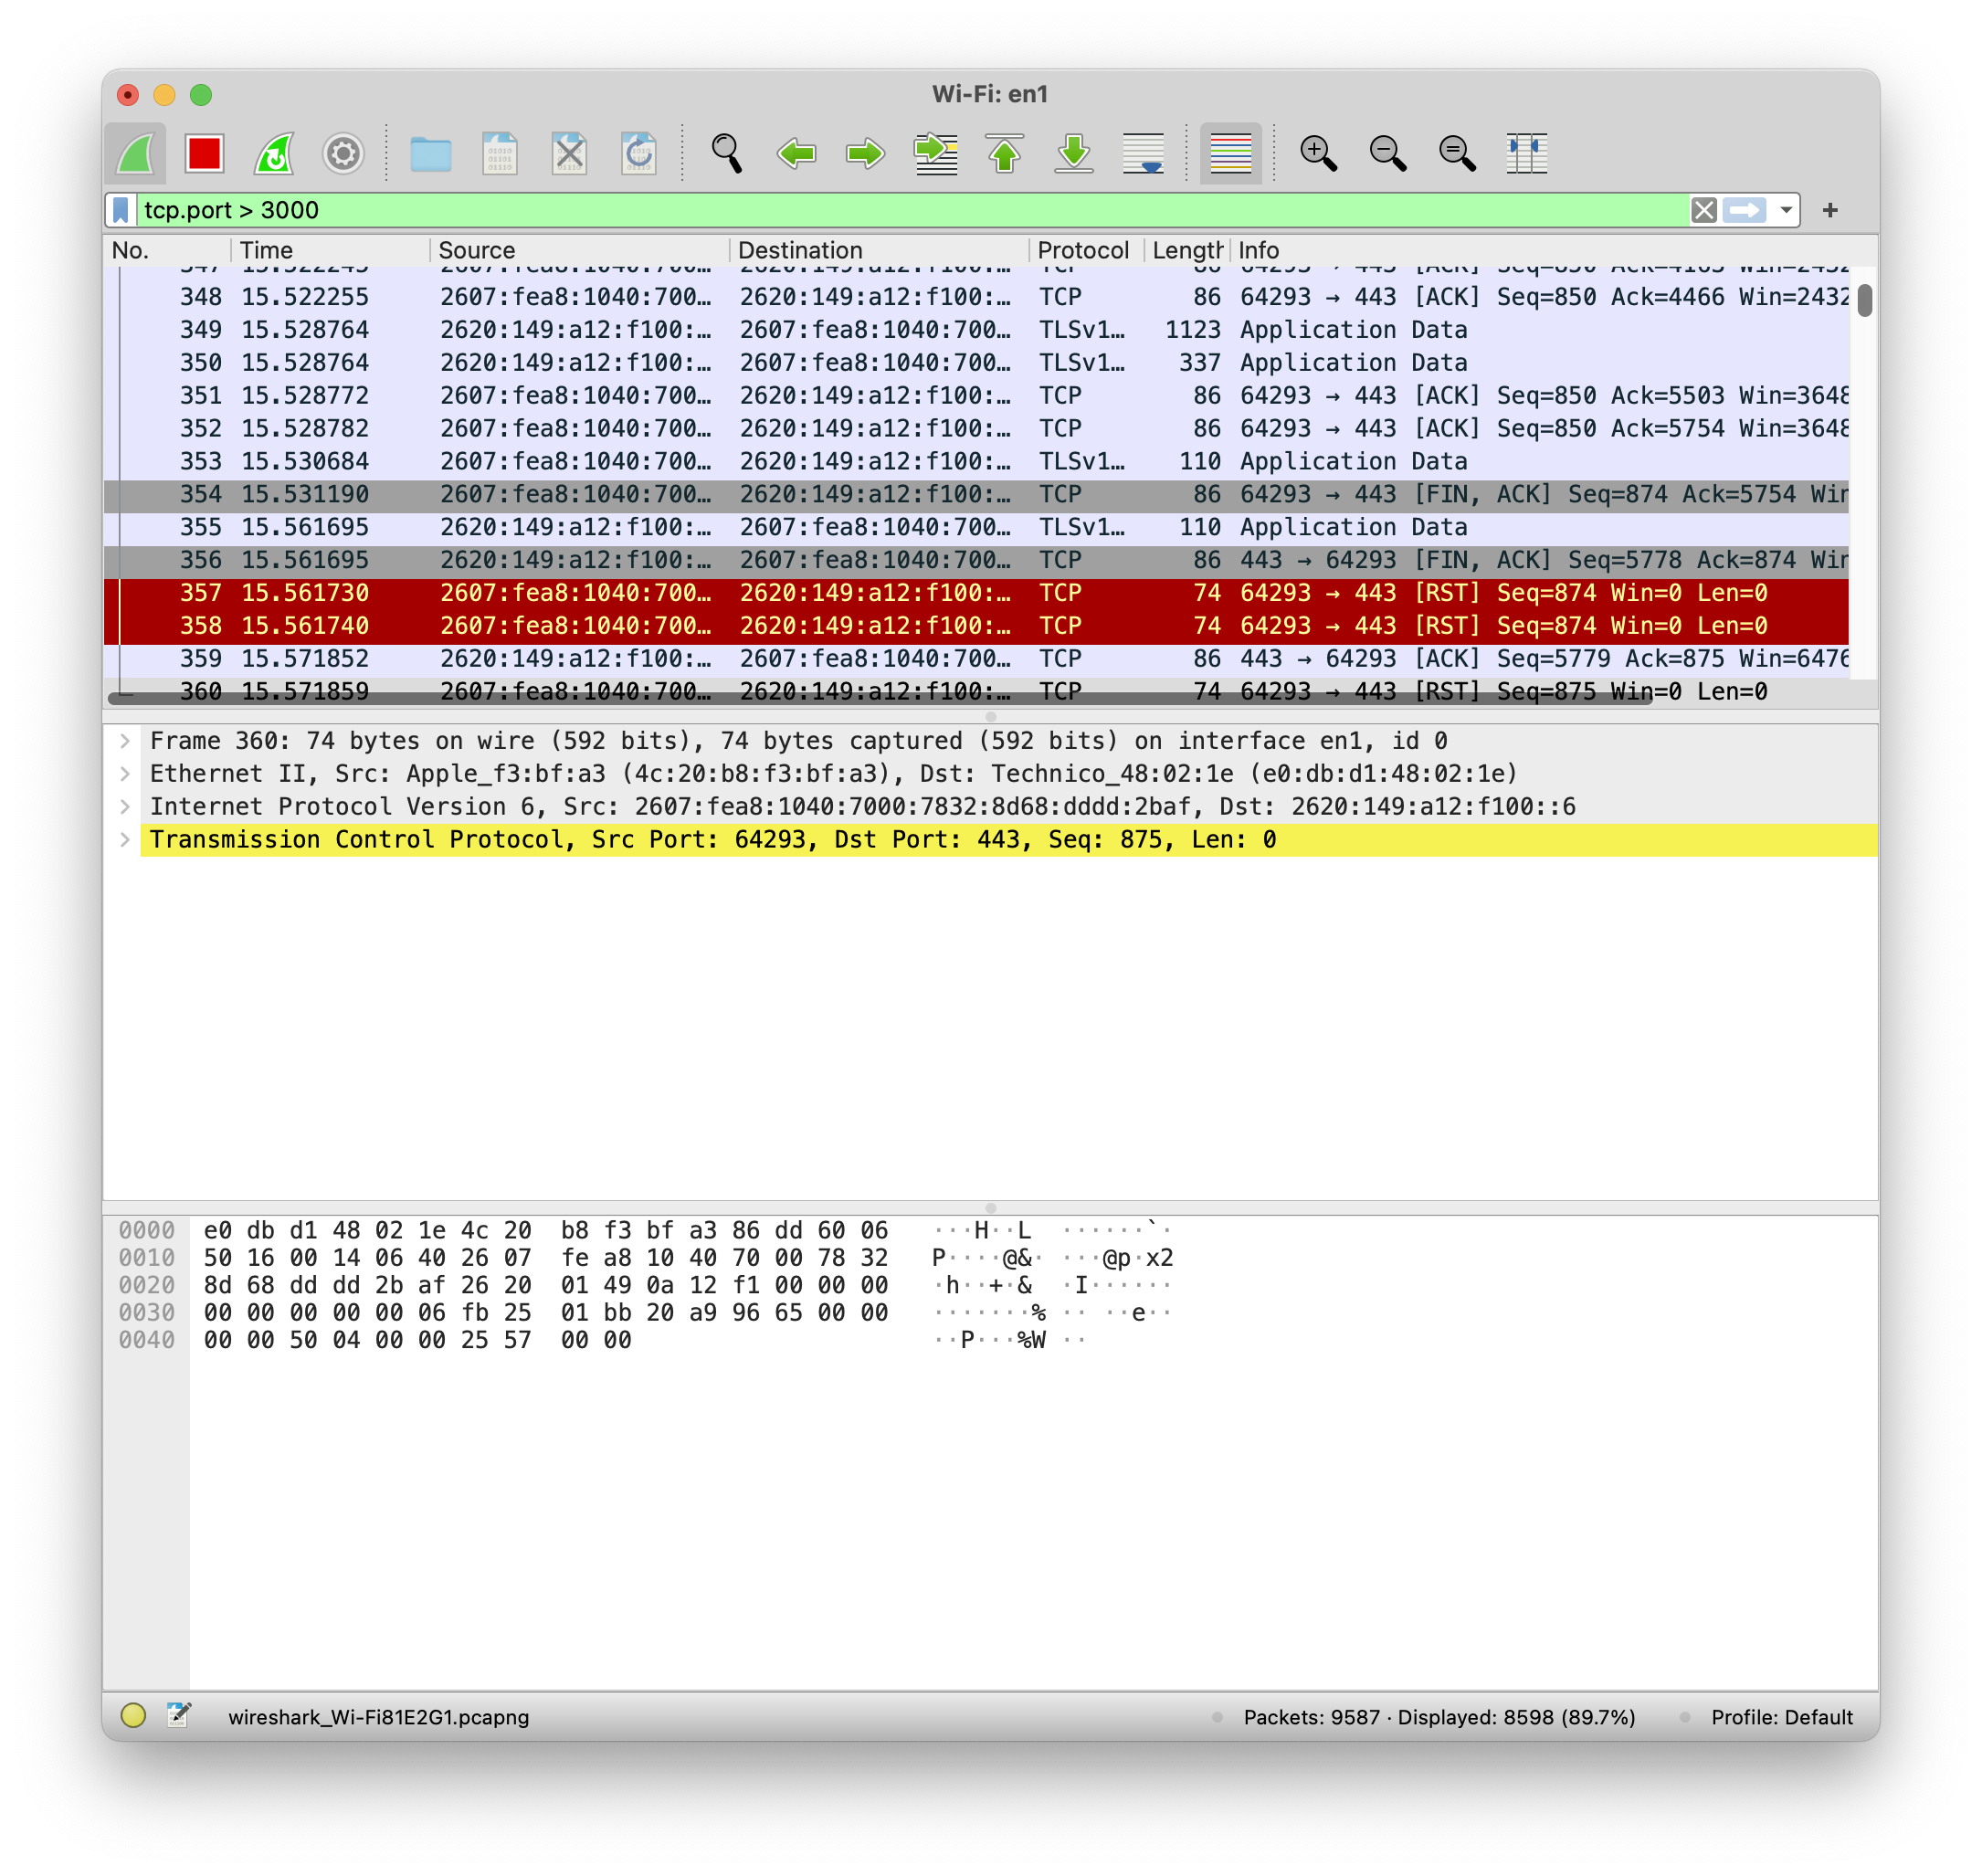 Wi-Fi: en1
tcp.port > 3000
No. Time Source Destination Protocol Length Info
348 15.522255 2607:fea8:1040:700… 2620:149:a12:f100:… TCP 86 64293 → 443 [ACK] Seq=850 Ack=4466 Win=2432
349 15.528764 2620:149:a12:f100:… 2607:fea8:1040:700… TLSv1… 1123 Application Data
350 15.528764 2620:149:a12:f100:… 2607:fea8:1040:700… TLSv1… 337 Application Data
351 15.528772 2607:fea8:1040:700… 2620:149:a12:f100:… TCP 86 64293 → 443 [ACK] Seq=850 Ack=5503 Win=3648
352 15.528782 2607:fea8:1040:700… 2620:149:a12:f100:… TCP 86 64293 → 443 [ACK] Seq=850 Ack=5754 Win=3648
353 15.530684 2607:fea8:1040:700… 2620:149:a12:f100:… TLSv1… 110 Application Data
354 15.531190 2607:fea8:1040:700… 2620:149:a12:f100:… TCP 86 64293 → 443 [FIN, ACK] Seq=874 Ack=5754 Win
355 15.561695 2620:149:a12:f100:… 2607:fea8:1040:700… TLSv1… 110 Application Data
356 15.561695 2620:149:a12:f100:… 2607:fea8:1040:700… TCP 86 443 → 64293 [FIN, ACK] Seq=5778 Ack=874 Win
357 15.561730 2607:fea8:1040:700… 2620:149:a12:f100:… TCP 74 64293 → 443 [RST] Seq=874 Win=0 Len=0
358 15.561740 2607:fea8:1040:700… 2620:149:a12:f100:… TCP 74 64293 → 443 [RST] Seq=874 Win=0 Len=0
359 15.571852 2620:149:a12:f100:… 2607:fea8:1040:700… TCP 86 443 → 64293 [ACK] Seq=5779 Ack=875 Win=6476
360 15.571859 2607:fea8:1040:700… 2620:149:a12:f100:… TCP 74 64293 → 443 [RST] Seq=875 Win=0 Len=0
Frame 360: 74 bytes on wire (592 bits), 74 bytes captured (592 bits) on interface en1, id 0
Ethernet II, Src: Apple_f3:bf:a3 (4c:20:b8:f3:bf:a3), Dst: Technico_48:02:1e (e0:db:d1:48:02:1e)
Internet Protocol Version 6, Src: 2607:fea8:1040:7000:7832:8d68:dddd:2baf, Dst: 2620:149:a12:f100::6
Transmission Control Protocol, Src Port: 64293, Dst Port: 443, Seq: 875, Len: 0
0000 e0 db d1 48 02 1e 4c 20 b8 f3 bf a3 86 dd 60 06 ···H··L ······`·
0010 50 16 00 14 06 40 26 07 fe a8 10 40 70 00 78 32 P····@&· ···@p·x2
0020 8d 68 dd dd 2b af 26 20 01 49 0a 12 f1 00 00 00 ·h··+·& ·I······
0030 00 00 00 00 00 06 fb 25 01 bb 20 a9 96 65 00 00 ·······% ·· ··e··
0040 00 00 50 04 00 00 25 57 00 00 ··P···%W ··
wireshark_Wi-Fi81E2G1.pcapng Packets: 9587 · Displayed: 8598 (89.7%) Profile: Default